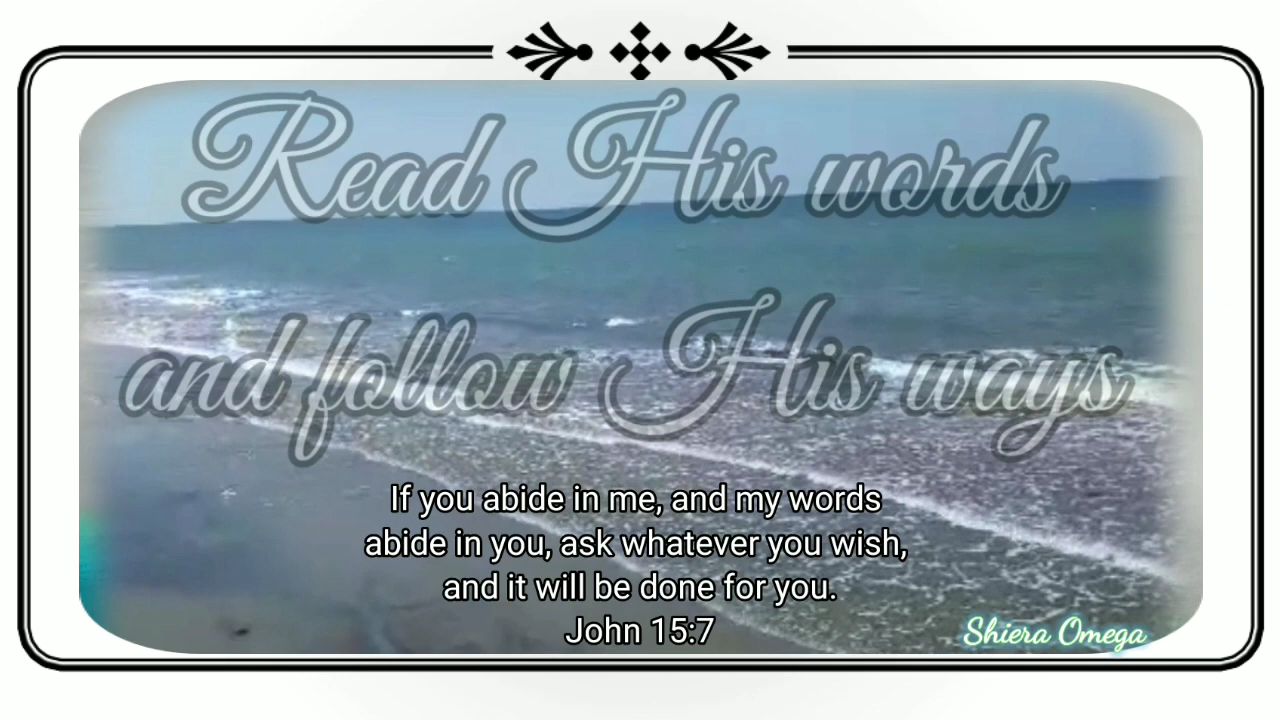 Read His words
and follow His ways
If you abide in me, and my words
abide in you, ask whatever you wish,
and it will be done for you.
John 15:7
Shiera Omega